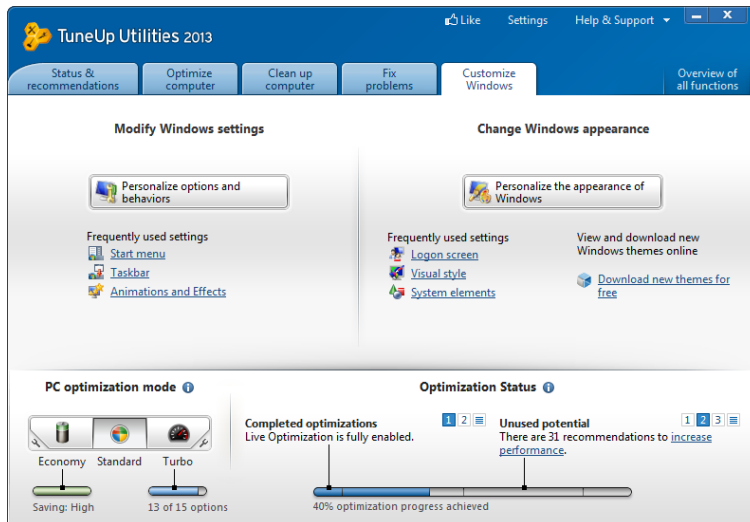 TuneUp Utilities 2013
Like
Settings
Help & Support
Status &
recommendations
Optimize
computer
Clean up
computer
Fix
problems
Customize
Windows
Overview of
all functions
Modify Windows settings
Personalize options and
behaviors
Frequently used settings
Start menu
Taskbar
Animations and Effects
Change Windows appearance
Personalize the appearance of
Windows
Frequently used settings
Logon screen
Visual style
System elements
View and download new
Windows themes online
Download new themes for
free
PC optimization mode
Economy
Standard
Turbo
Saving: High
13 of 15 options
Optimization Status
Completed optimizations
1 2
Live Optimization is fully enabled.
Unused potential
1 2 3
There are 31 recommendations to increase
performance.
40% optimization progress achieved